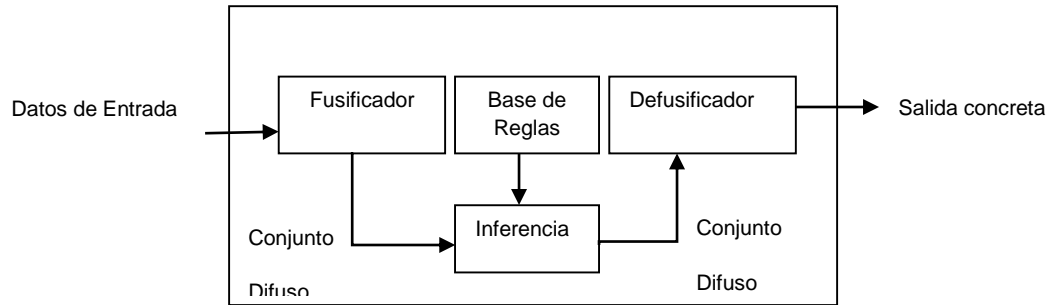 Datos de Entrada
Fusificador
Base de
Reglas
Defusificador
Salida concreta
Inferencia
Conjunto
Difuso
Conjunto
Difuso